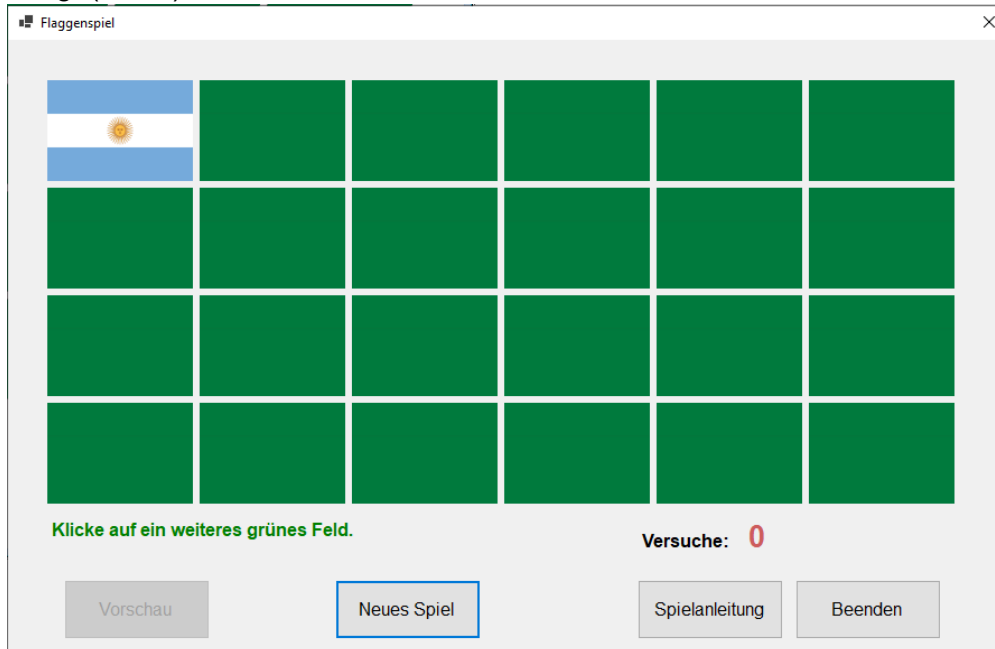 Flaggenspiel
Klicke auf ein weiteres grünes Feld.
Versuche: 0
Vorschau
Neues Spiel
Spielanleitung
Beenden